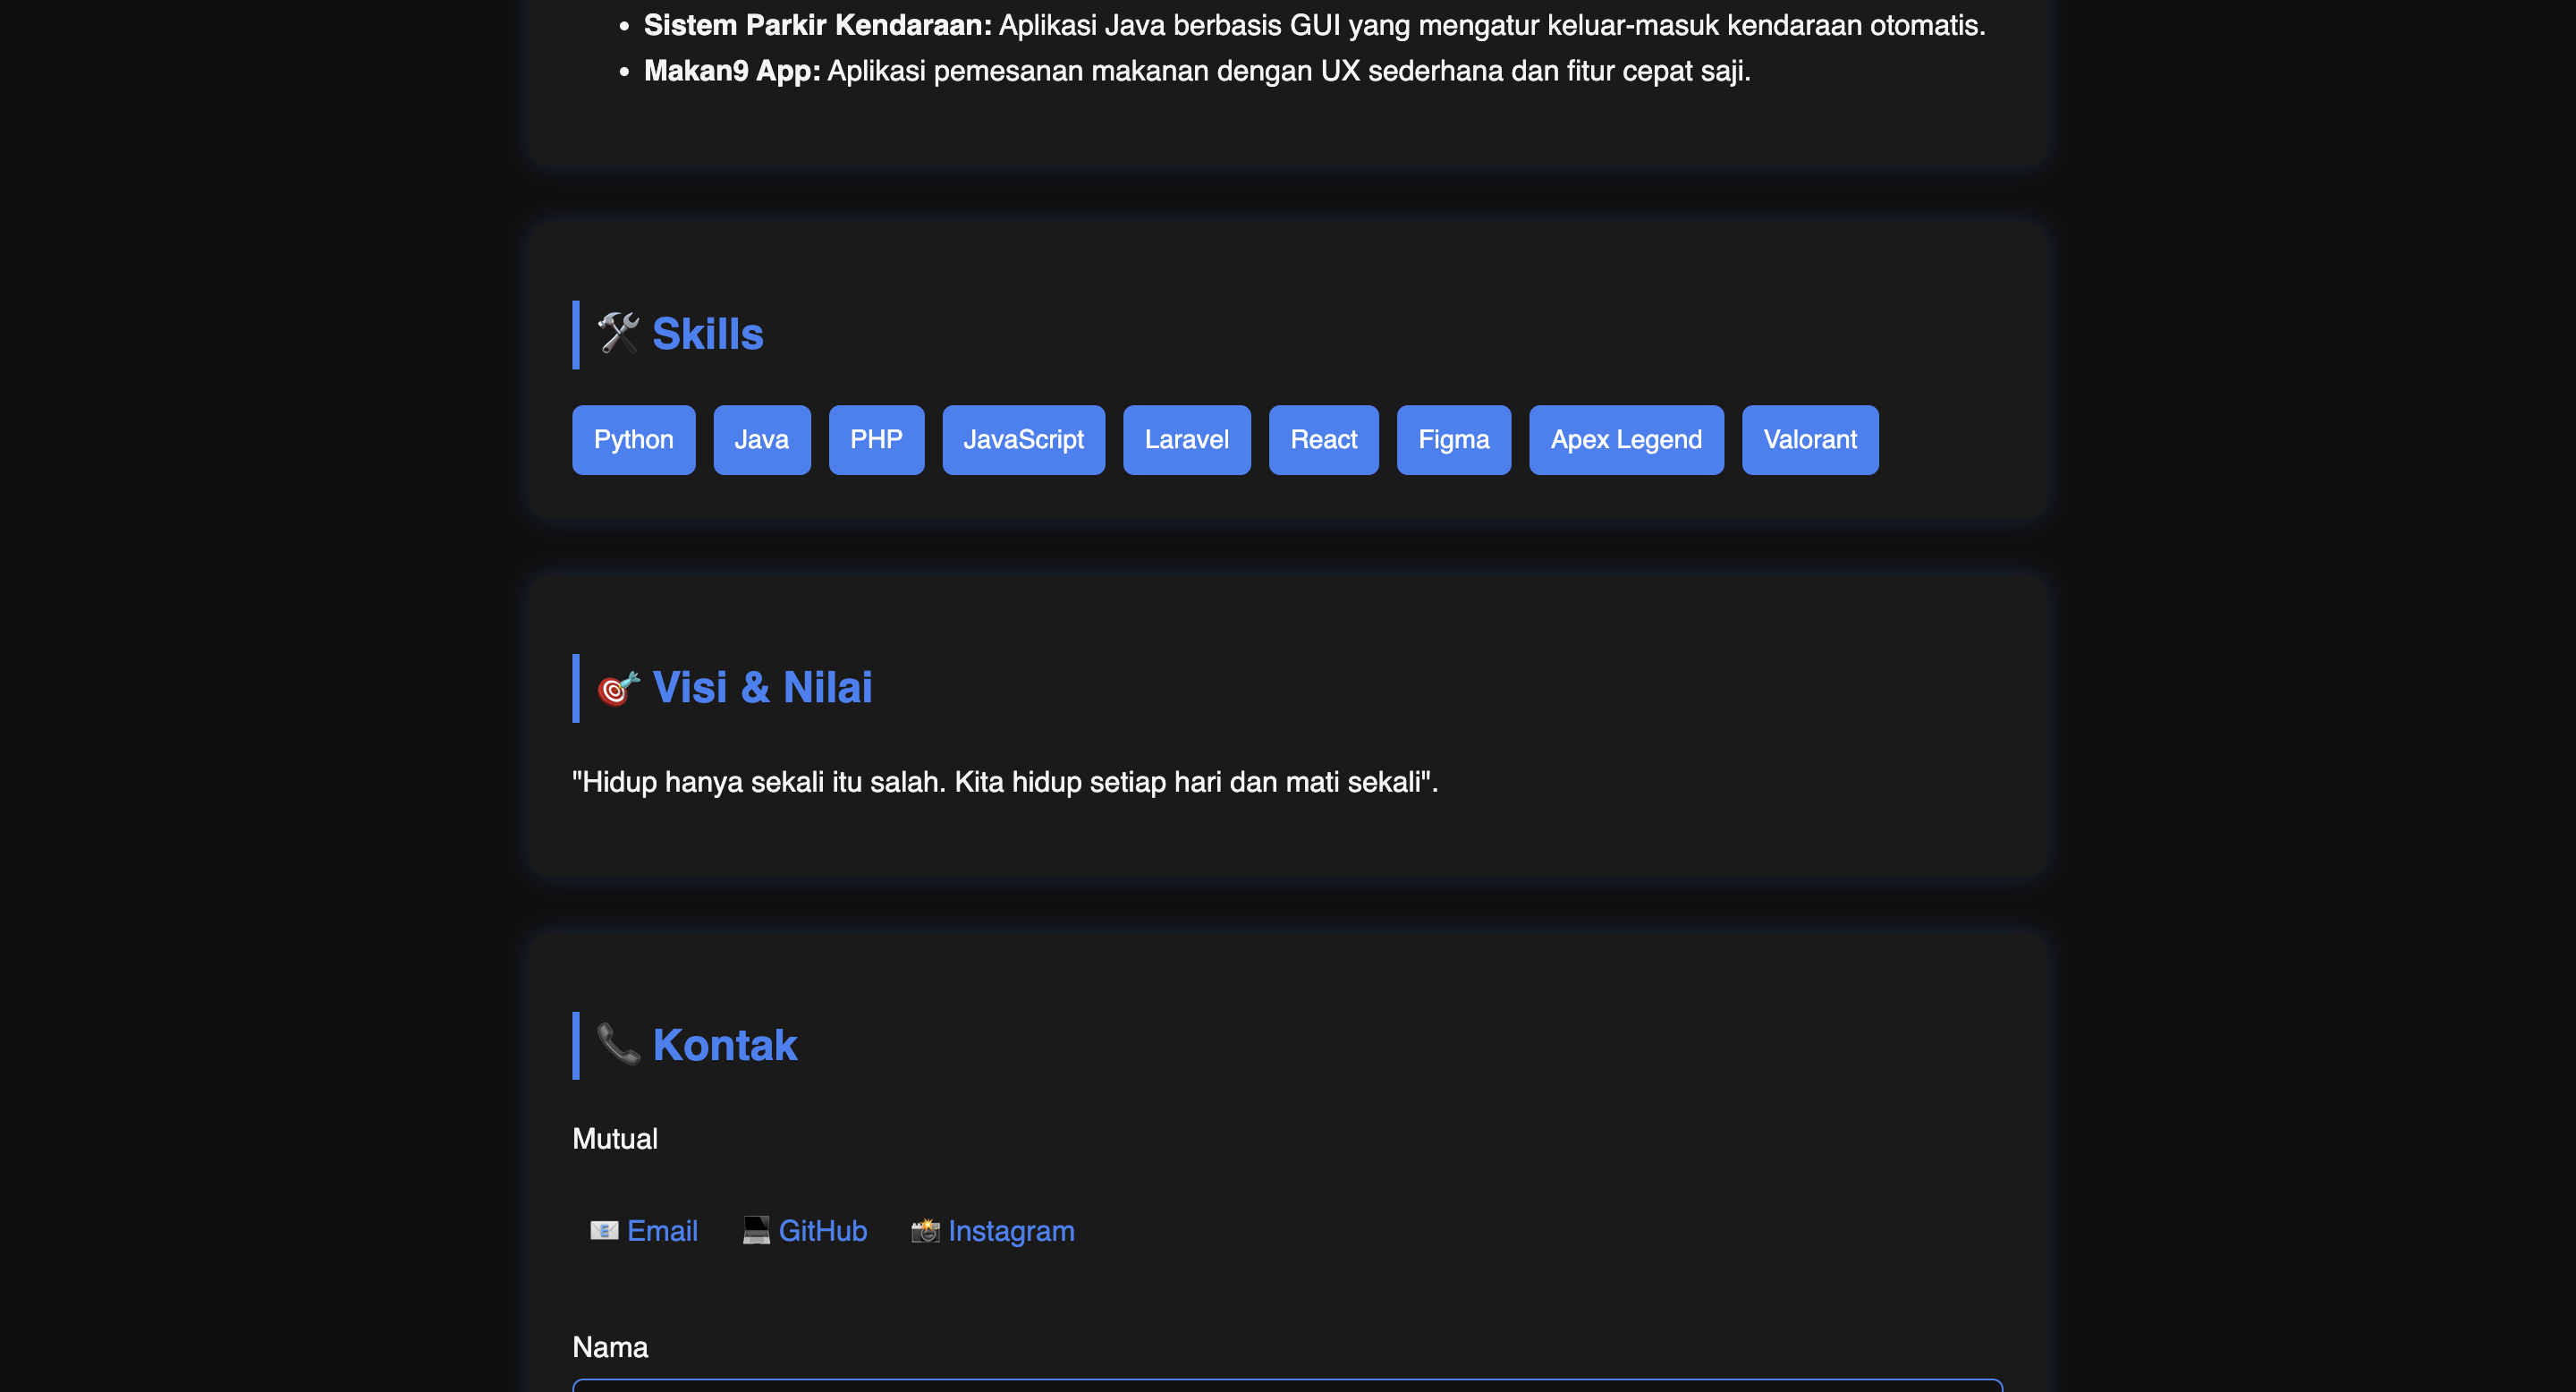 Sistem Parkir Kendaraan: Aplikasi Java berbasis GUI yang mengatur keluar-masuk kendaraan otomatis.
Makan9 App: Aplikasi pemesanan makanan dengan UX sederhana dan fitur cepat saji.
Skills
Python Java PHP JavaScript Laravel React Figma Apex Legend Valorant
Visi & Nilai
"Hidup hanya sekali itu salah. Kita hidup setiap hari dan mati sekali".
Kontak
Mutual
Email GitHub Instagram
Nama